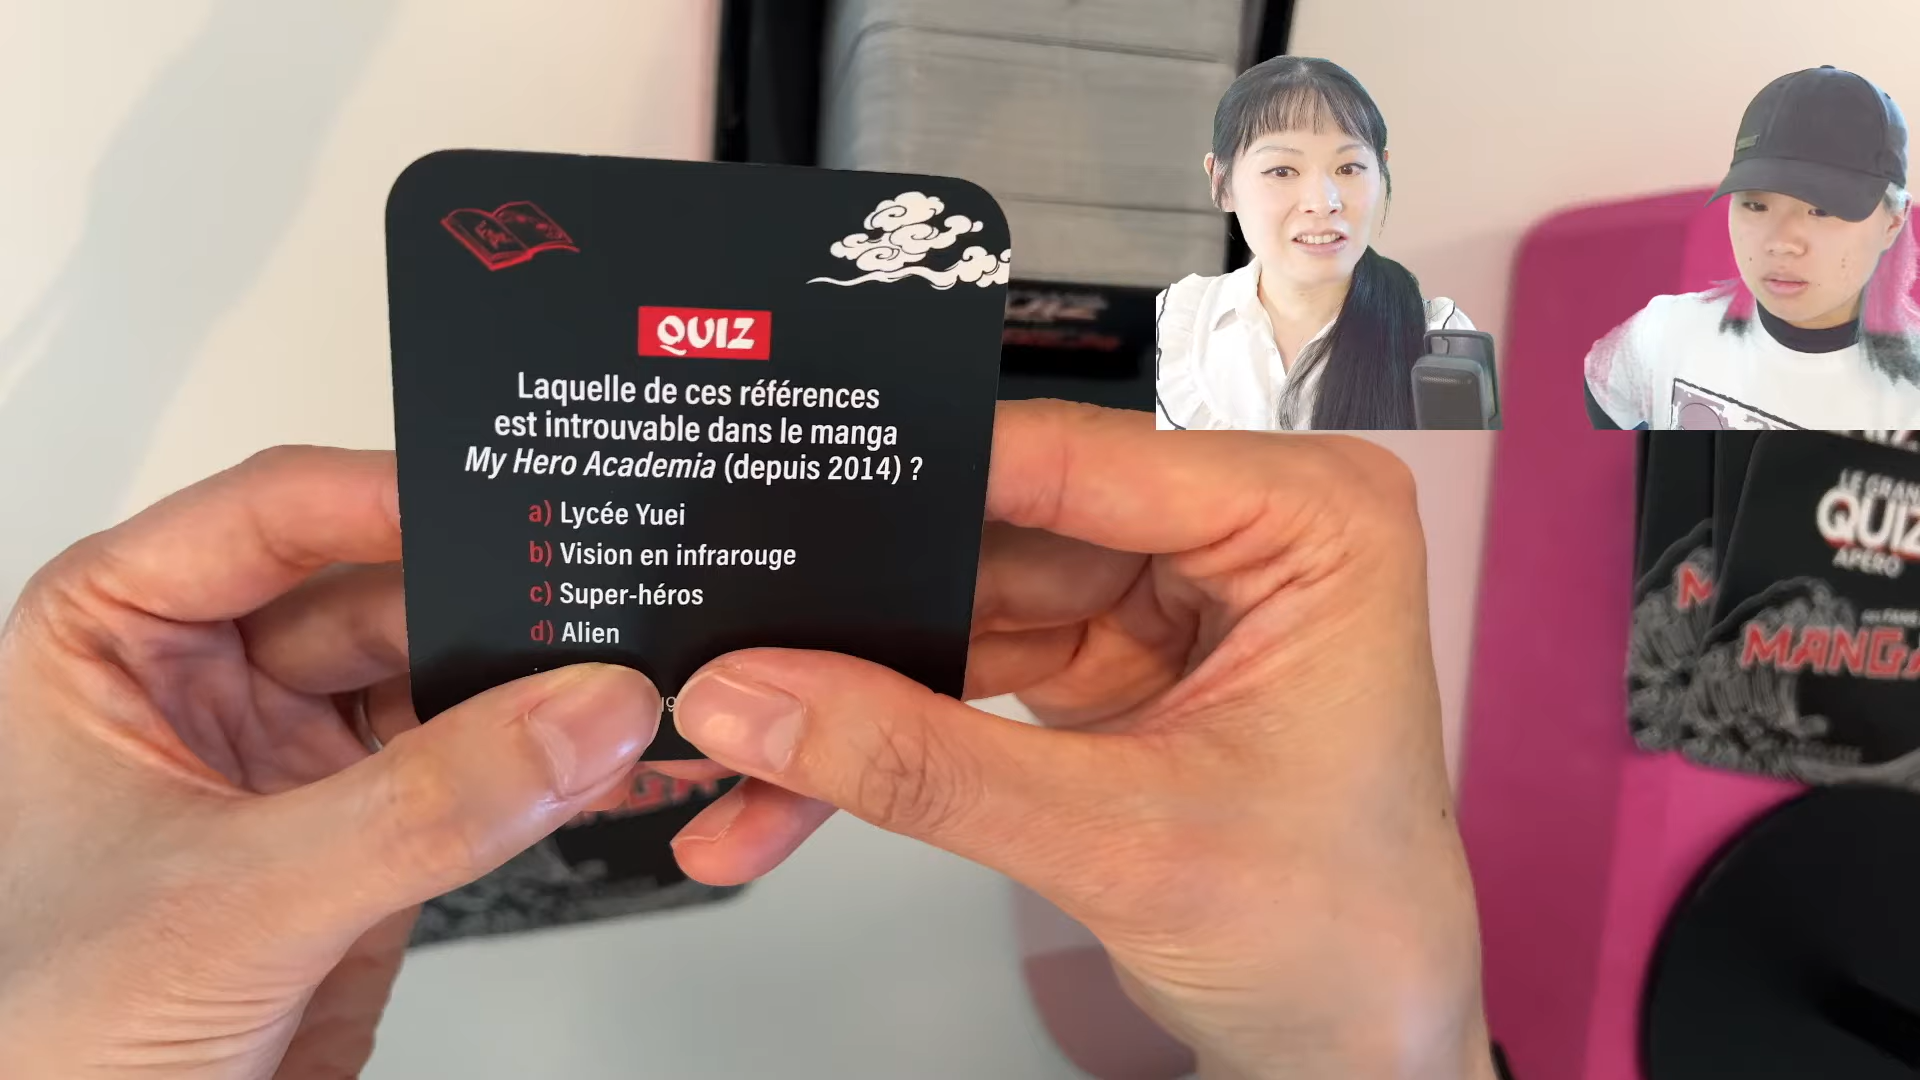 QUIZ
Laquelle de ces références
est introuvable dans le manga
My Hero Academia (depuis 2014) ?
a) Lycée Yuei
b) Vision en infrarouge
c) Super-héros
d) Alien
QUIZ
APÉRO
MANGA